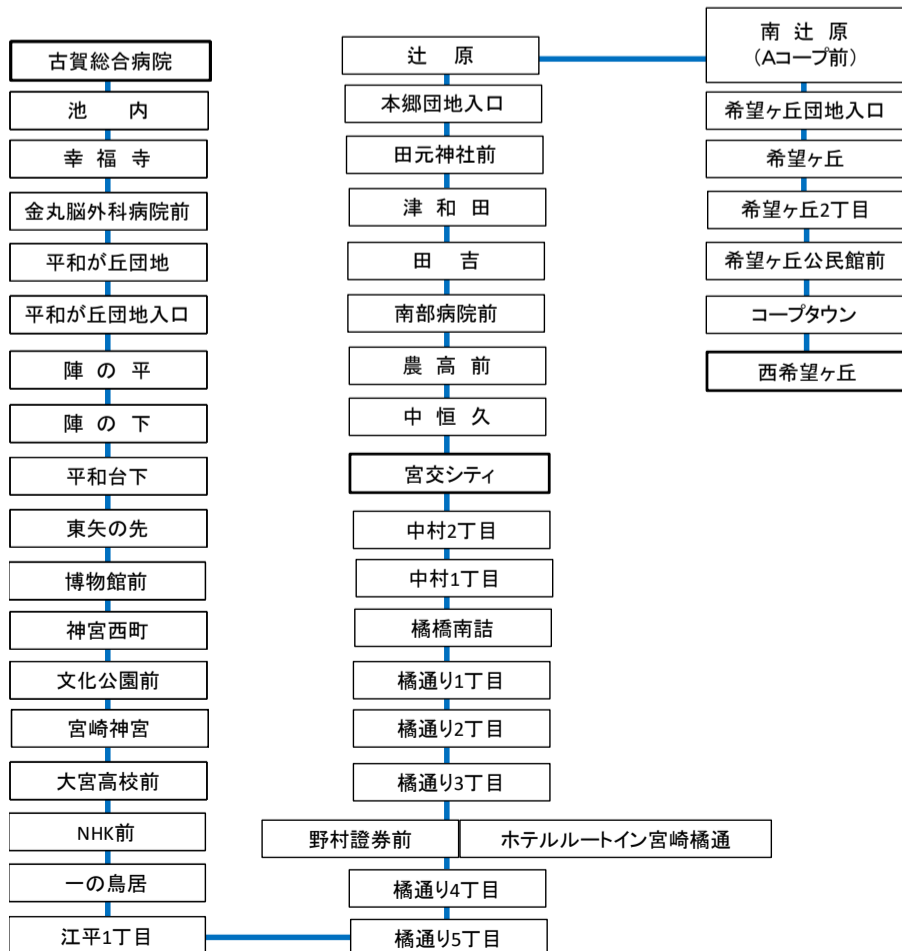 古賀総合病院
池 内
幸 福 寺
金丸脳外科病院前
平和が丘団地
平和が丘団地入口
陣 の 平
陣 の 下
平和台下
東矢の先
博物館前
神宮西町
文化公園前
宮崎神宮
大宮高校前
NHK前
一の鳥居
江平1丁目
辻 原
本郷団地入口
田元神社前
津 和 田
田 吉
南部病院前
農 高 前
中 恒 久
宮交シティ
中村2丁目
中村1丁目
橘橋南詰
橘通り1丁目
橘通り2丁目
橘通り3丁目
野村證券前 ホテルルートイン宮崎橘通
橘通り4丁目
橘通り5丁目
南 辻 原
(Aコープ前)
希望ヶ丘団地入口
希望ヶ丘
希望ヶ丘2丁目
希望ヶ丘公民館前
コープタウン
西希望ヶ丘